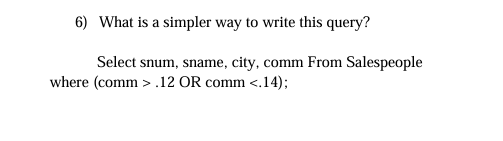 6) What is a simpler way to write this query?
Select snum, sname, city, comm From Salespeople
where (comm > .12 OR comm <.14);